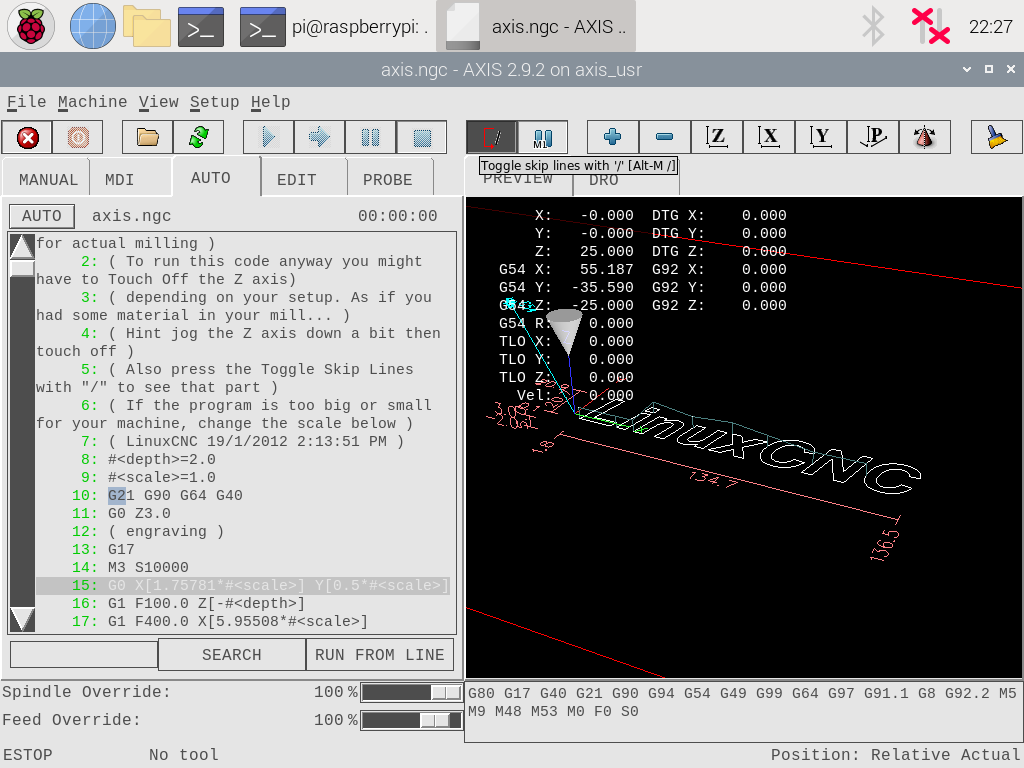 pi@raspberrypi: .
axis.ngc - AXIS ..
22:27
axis.ngc - AXIS 2.9.2 on axis_usr
File Machine View Setup Help
Z X Y P
M1
Toggle skip lines with '/' [Alt-M /]
MANUAL MDI AUTO EDIT PROBE
PREVIEW DRO
AUTO axis.ngc 00:00:00
for actual milling )
2: ( To run this code anyway you might
have to Touch Off the Z axis)
3: ( depending on your setup. As if you
had some material in your mill... )
4: ( Hint jog the Z axis down a bit then
touch off )
5: ( Also press the Toggle Skip Lines
with "/" to see that part )
6: ( If the program is too big or small
for your machine, change the scale below )
7: ( LinuxCNC 19/1/2012 2:13:51 PM )
8: #<depth>=2.0
9: #<scale>=1.0
10: G21 G90 G64 G40
11: G0 Z3.0
12: ( engraving )
13: G17
14: M3 S10000
15: G0 X[1.75781*#<scale>] Y[0.5*#<scale>]
16: G1 F100.0 Z[-#<depth>]
17: G1 F400.0 X[5.95508*#<scale>]
SEARCH RUN FROM LINE
X: -0.000 DTG X: 0.000
Y: -0.000 DTG Y: 0.000
Z: 25.000 DTG Z: 0.000
G54 X: 55.187 G92 X: 0.000
G54 Y: -35.590 G92 Y: 0.000
G54 Z: -25.000 G92 Z: 0.000
G54 R: 0.000
TLO X: 0.000
TLO Y: 0.000
TLO Z: 0.000
Vel: 0.000
LinuxCNC
1.8
134.7
136.5
Spindle Override: 100 %
Feed Override: 100 %
G80 G17 G40 G21 G90 G94 G54 G49 G99 G64 G97 G91.1 G8 G92.2 M5
M9 M48 M53 M0 F0 S0
ESTOP No tool Position: Relative Actual